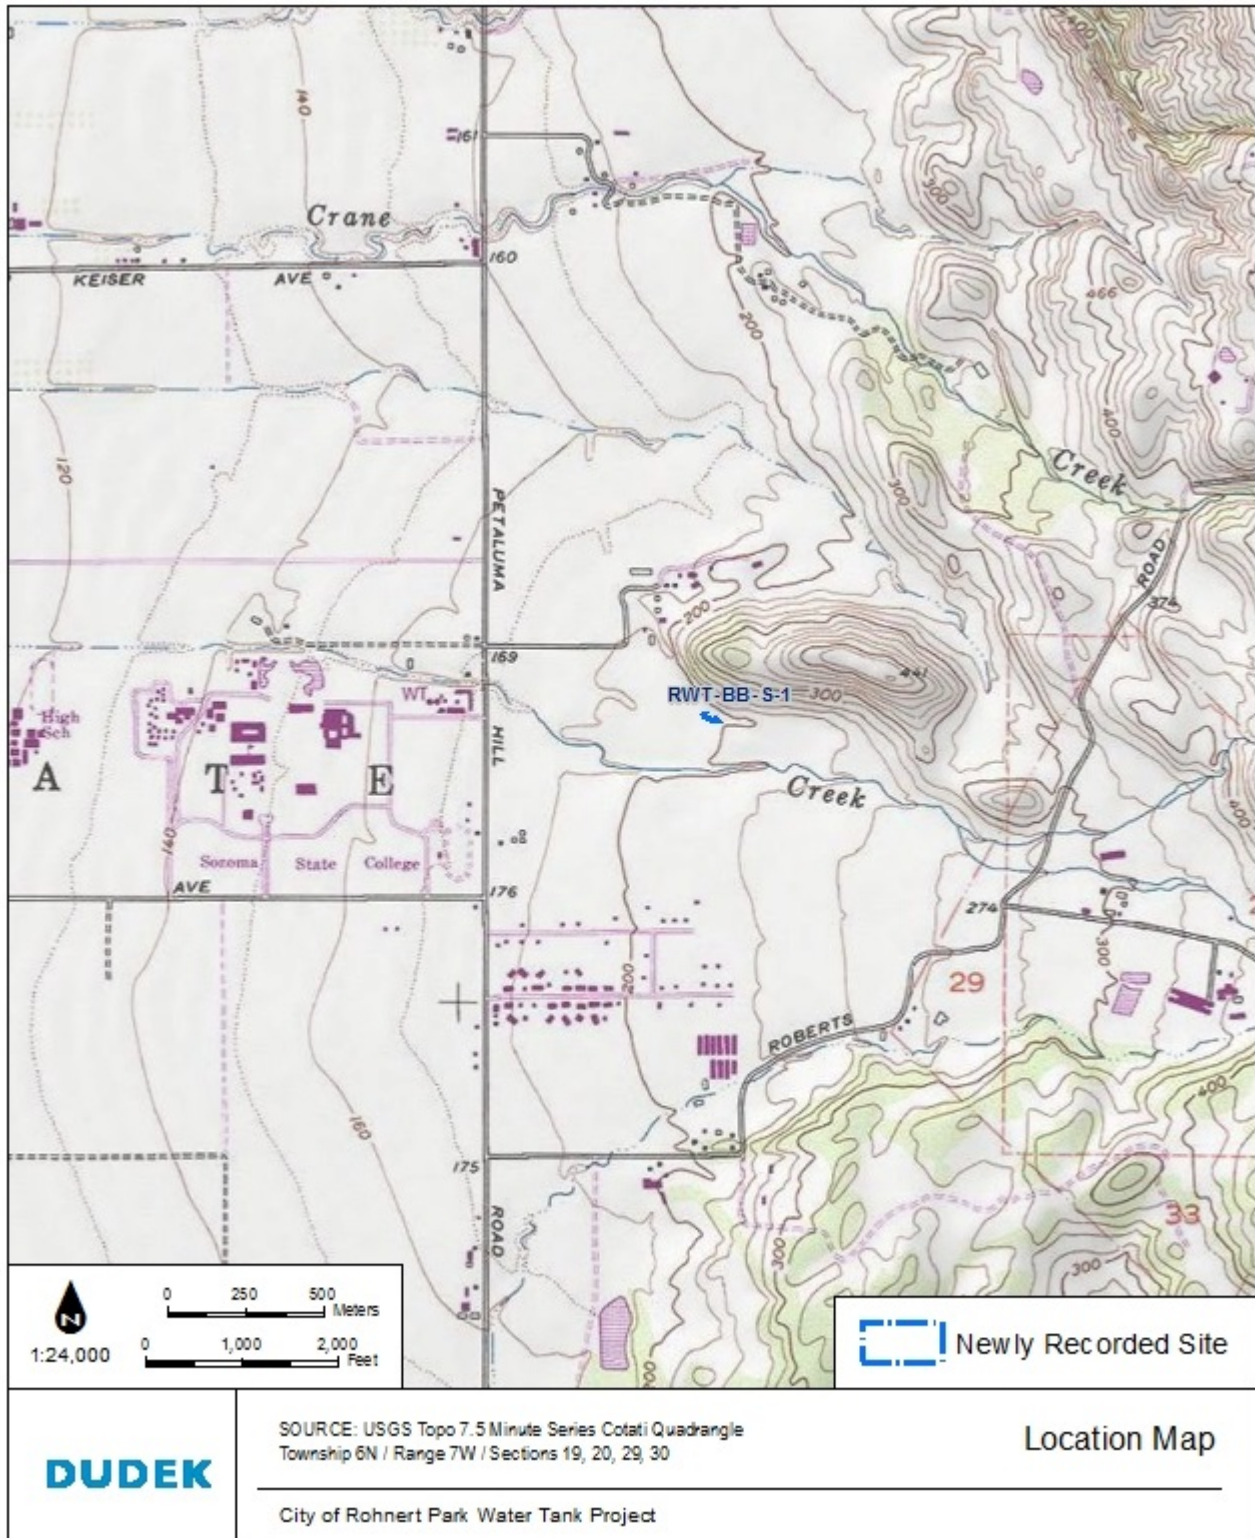 400
140
161
Crane
300
160
KEISER AVE
466
200
400
120
300
Creek
PETALUMA
ROAD
374
200
169
441
RWT-BB-S-1
300
WT
High
Sch
HILL
A T E
Creek
400
140
Sonoma State College
AVE
176
274
300
200
29
ROBERTS
160
400
175
33
ROAD
300
300
200
N
1:24,000
0 250 500
Meters
0 1,000 2,000
Feet
Newly Recorded Site
DUDEK
SOURCE: USGS Topo 7.5 Minute Series Cotati Quadrangle
Township 6N / Range 7W / Sections 19, 20, 29, 30
Location Map
City of Rohnert Park Water Tank Project